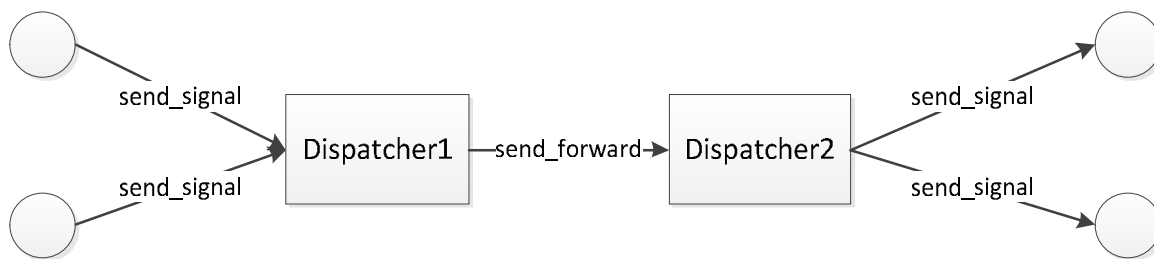 send_signal
send_signal
Dispatcher1
send_forward
Dispatcher2
send_signal
send_signal